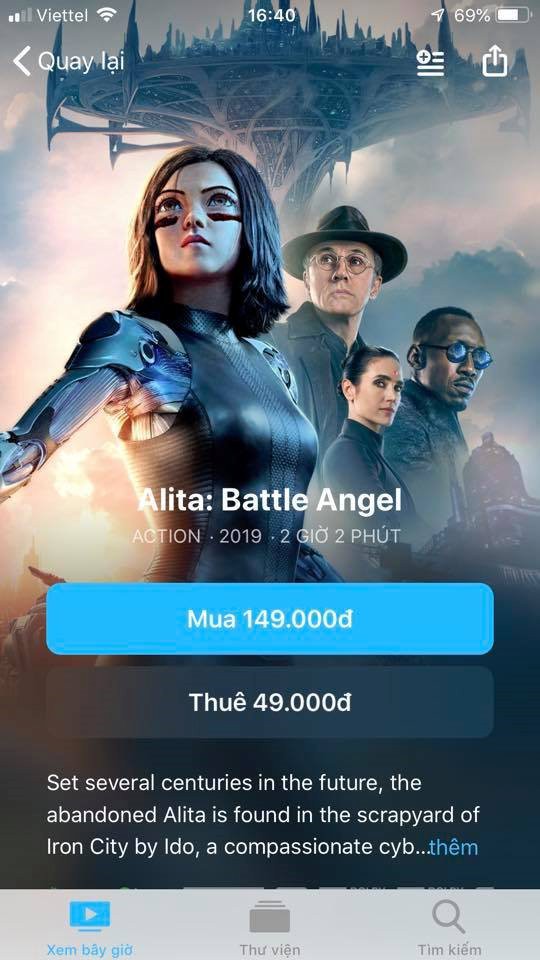 Viettel 16:40 69%
Quay lại
Alita: Battle Angel
ACTION · 2019 · 2 GIỜ 2 PHÚT
Mua 149.000đ
Thuê 49.000đ
Set several centuries in the future, the
abandoned Alita is found in the scrapyard of
Iron City by Ido, a compassionate cyb...thêm
Xem bây giờ Thư viện Tìm kiếm